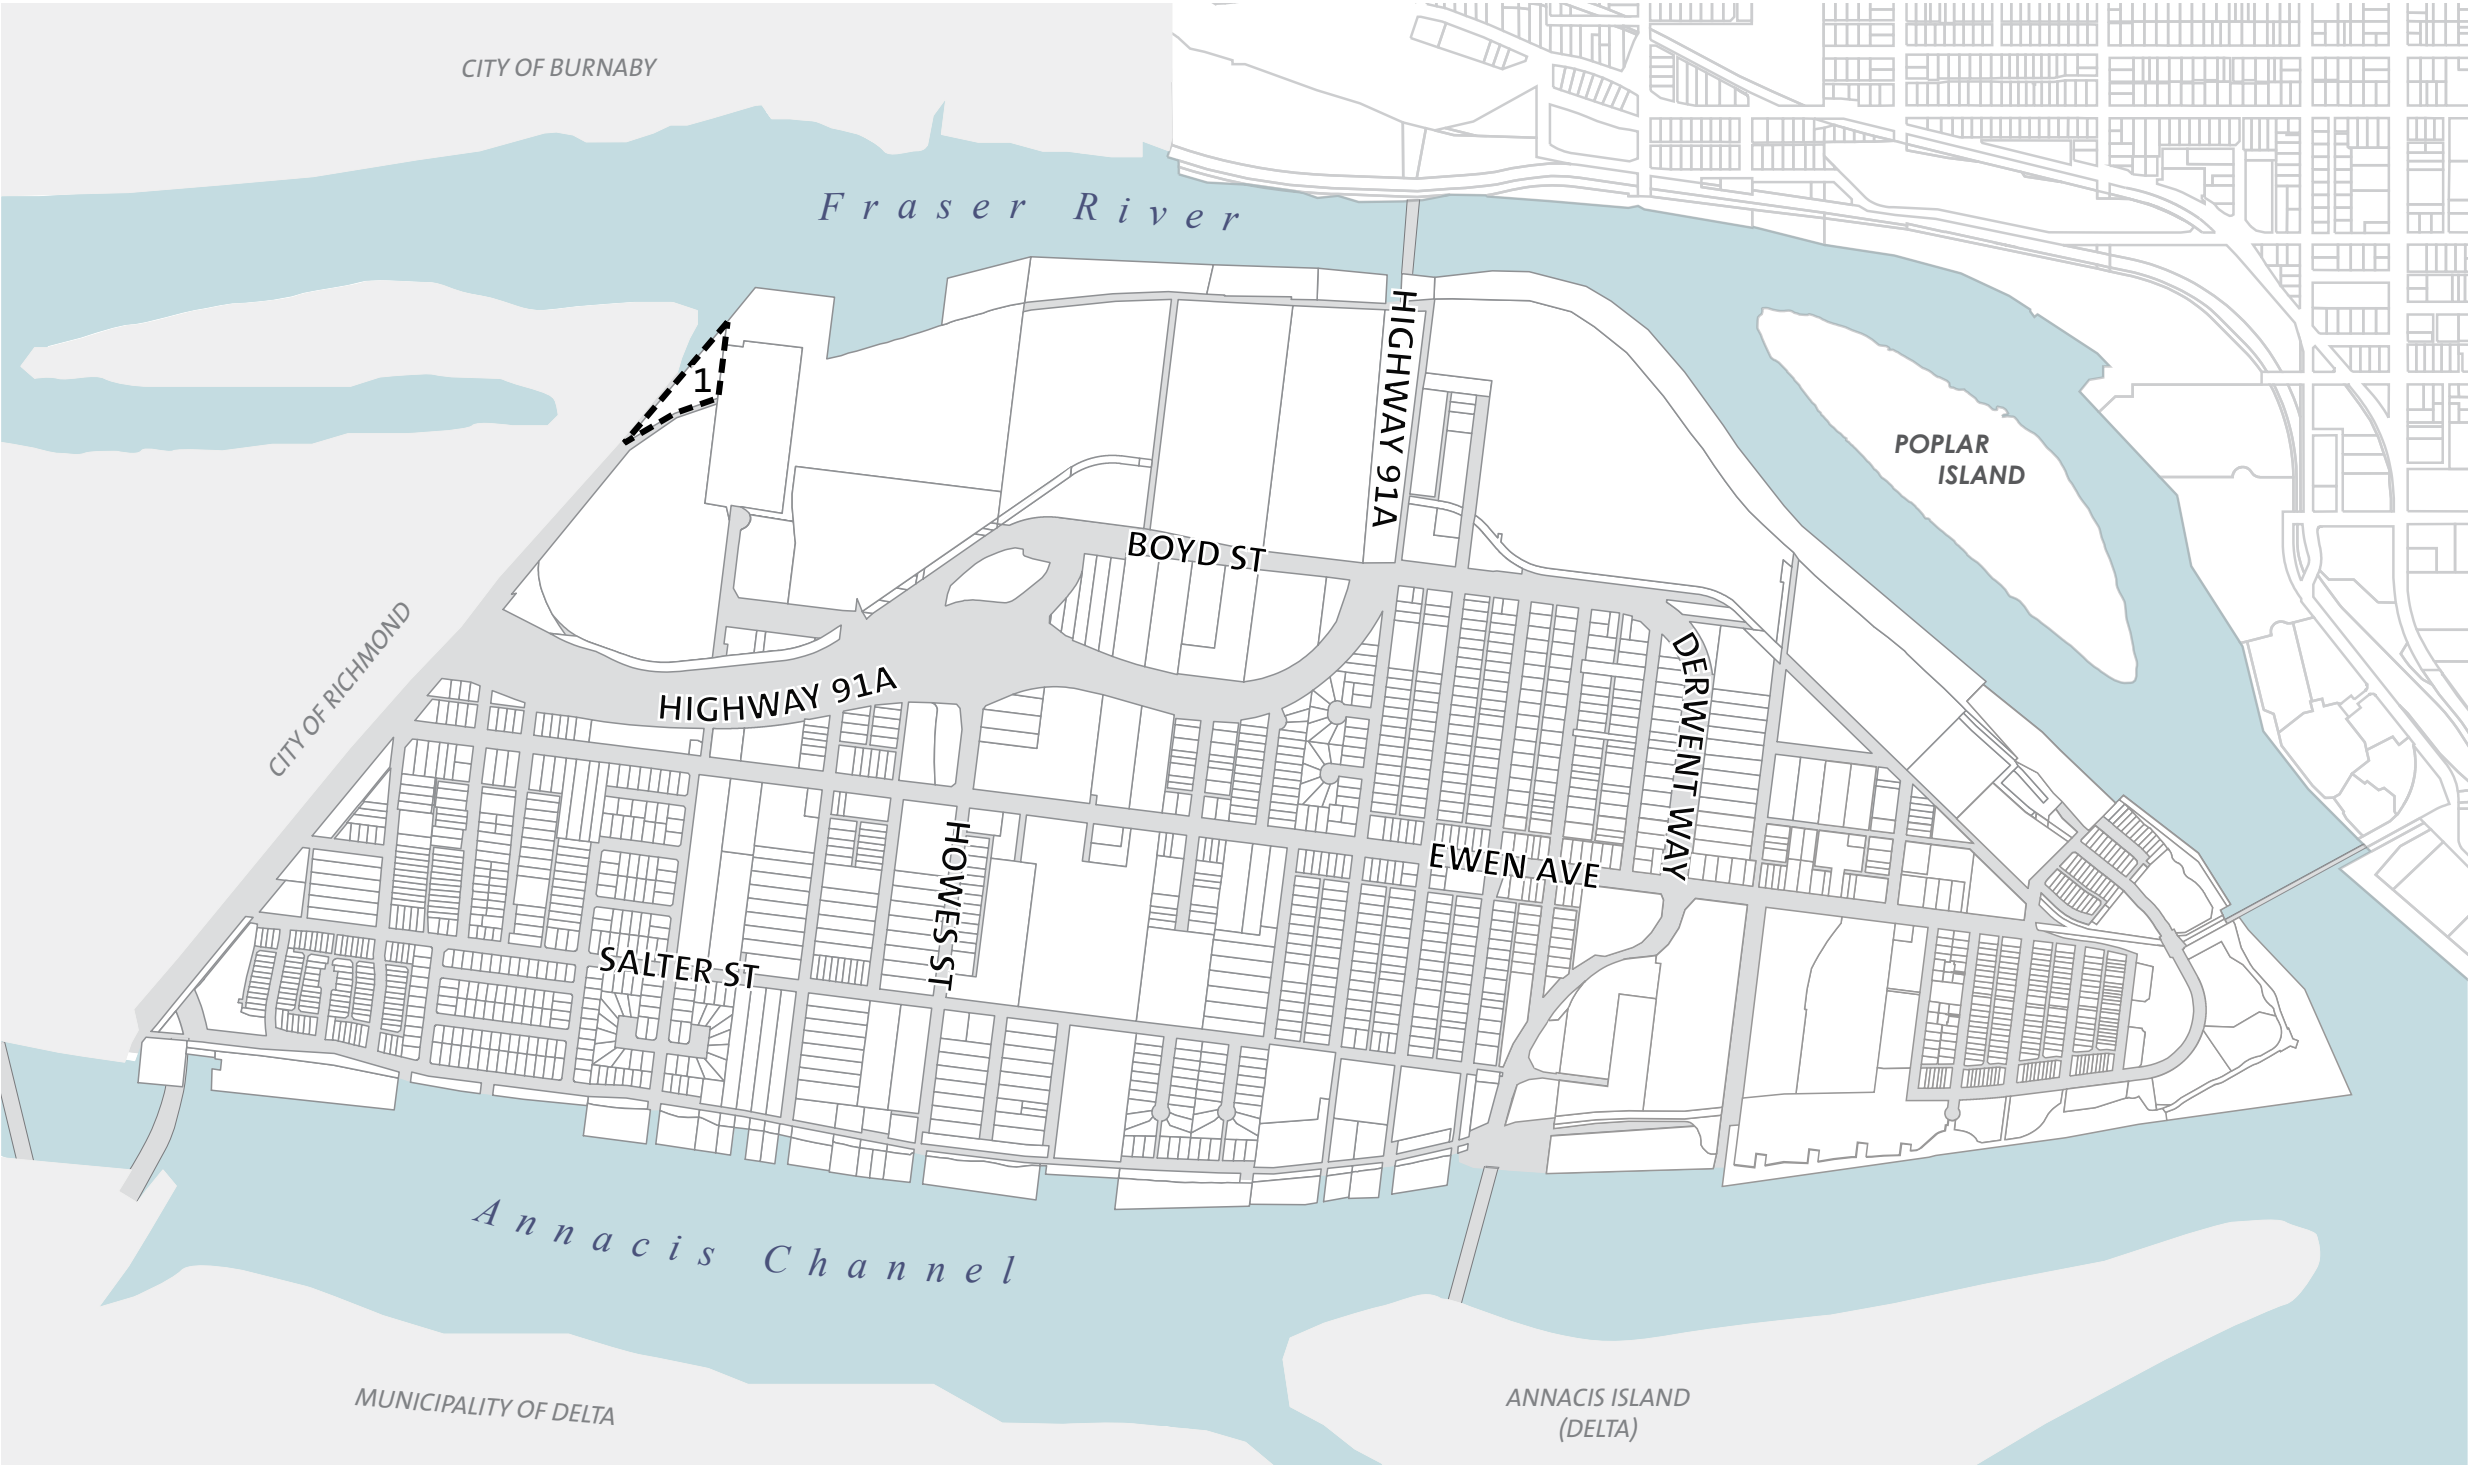 CITY OF BURNABY
Fraser River
HIGHWAY 91A
1
POPLAR
ISLAND
BOYD ST
CITY OF RICHMOND
DERWENT WAY
HIGHWAY 91A
HOWES ST
EWEN AVE
SALTER ST
Annacis Channel
MUNICIPALITY OF DELTA
ANNACIS ISLAND
(DELTA)